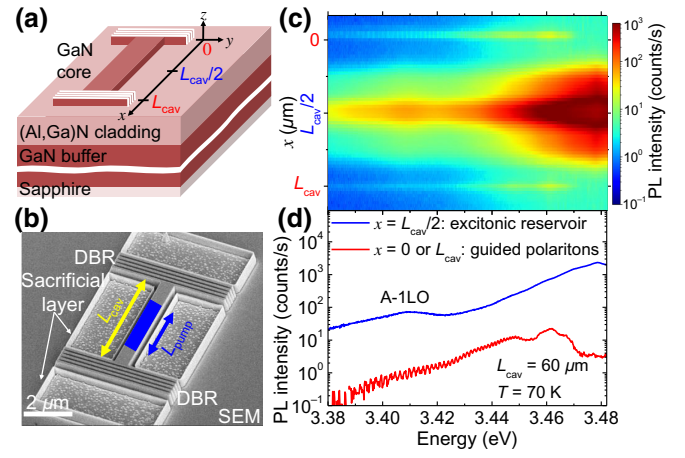 (a)
GaN
core
z
y
0
L_cav/2
L_cav
x
(Al,Ga)N cladding
GaN buffer
Sapphire
(b)
DBR
Sacrificial
layer
L_cav
L_pump
DBR
2 µm
SEM
(c)
0
x (µm)
L_cav/2
L_cav
10^3
10^2
10^1
10^0
10^-1
PL intensity (counts/s)
(d)
x = L_cav/2: excitonic reservoir
x = 0 or L_cav: guided polaritons
A-1LO
L_cav = 60 µm
T = 70 K
10^4
10^3
10^2
10^1
10^0
10^-1
PL intensity (counts/s)
3.38 3.40 3.42 3.44 3.46 3.48
Energy (eV)